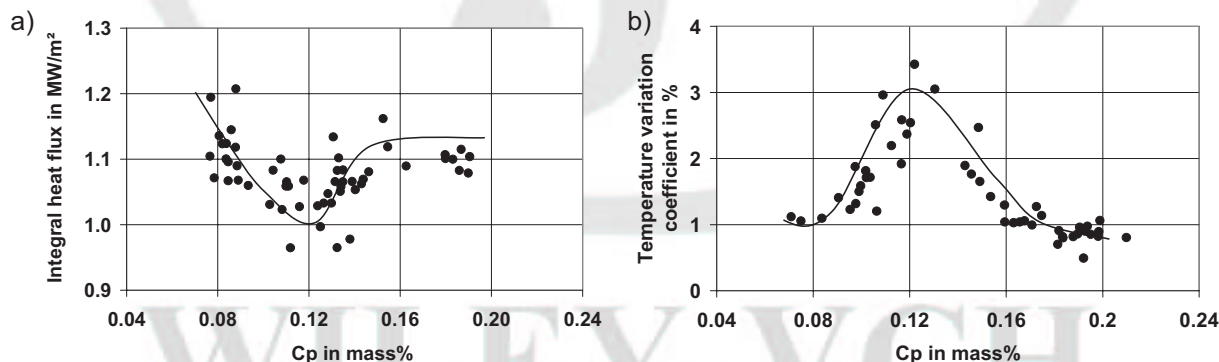 a)
Integral heat flux in MW/m²
1.3
1.2
1.1
1.0
0.9
0.04 0.08 0.12 0.16 0.20 0.24
Cp in mass%
b)
Temperature variation
coefficient in %
4
3
2
1
0
0.04 0.08 0.12 0.16 0.2 0.24
Cp in mass%
WILEY-VCH